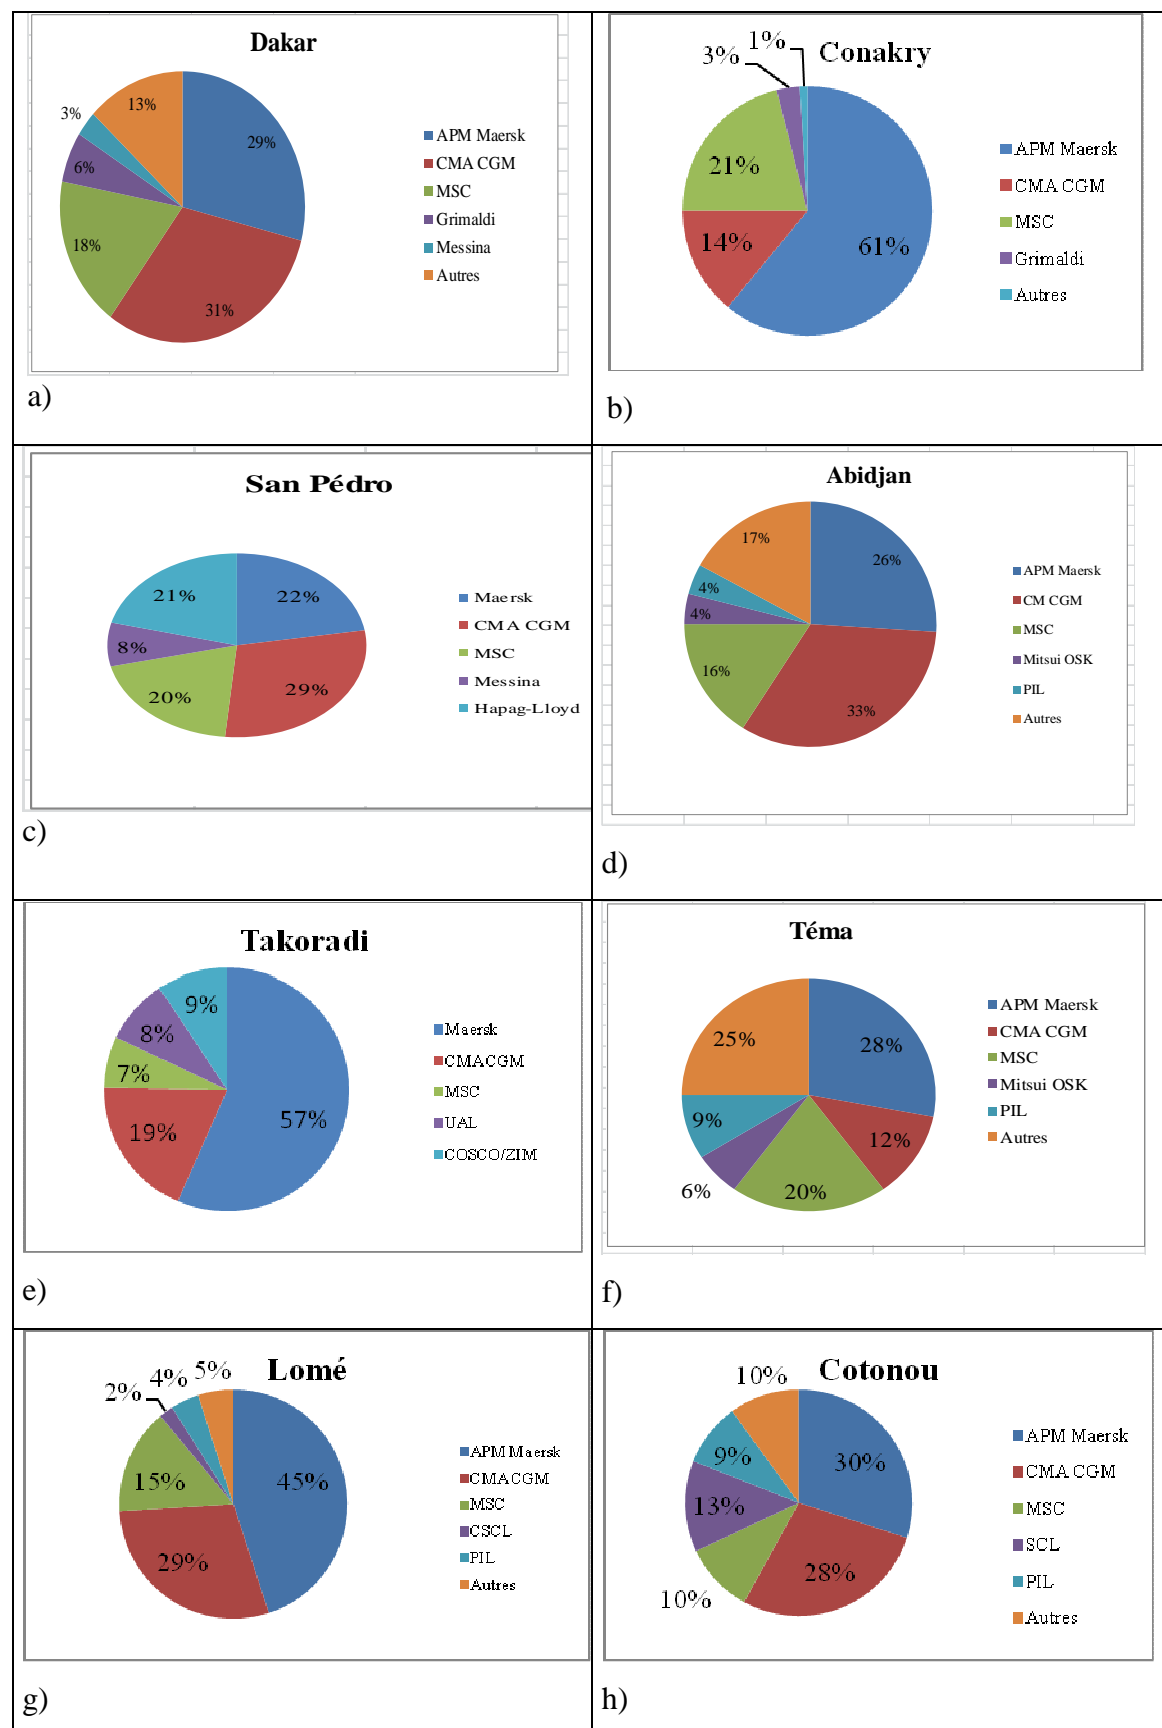 Dakar
13%
3%
29%
6%
18%
31%
APM Maersk
CMA CGM
MSC
Grimaldi
Messina
Autres
a)
1%
3%
Conakry
21%
14%
61%
APM Maersk
CMA CGM
MSC
Grimaldi
Autres
b)
San Pédro
21%
22%
8%
20%
29%
Maersk
CMA CGM
MSC
Messina
Hapag-Lloyd
c)
Abidjan
17%
26%
4%
4%
16%
33%
APM Maersk
CM CGM
MSC
Mitsui OSK
PIL
Autres
d)
Takoradi
9%
8%
7%
19%
57%
Maersk
CMACGM
MSC
UAL
COSCO/ZIM
e)
Téma
25%
28%
9%
12%
6%
20%
APM Maersk
CMA CGM
MSC
Mitsui OSK
PIL
Autres
f)
Lomé
5%
4%
2%
15%
45%
29%
APM Maersk
CMACGM
MSC
CSCL
PIL
Autres
g)
Cotonou
10%
9%
30%
13%
28%
10%
APM Maersk
CMA CGM
MSC
SCL
PIL
Autres
h)